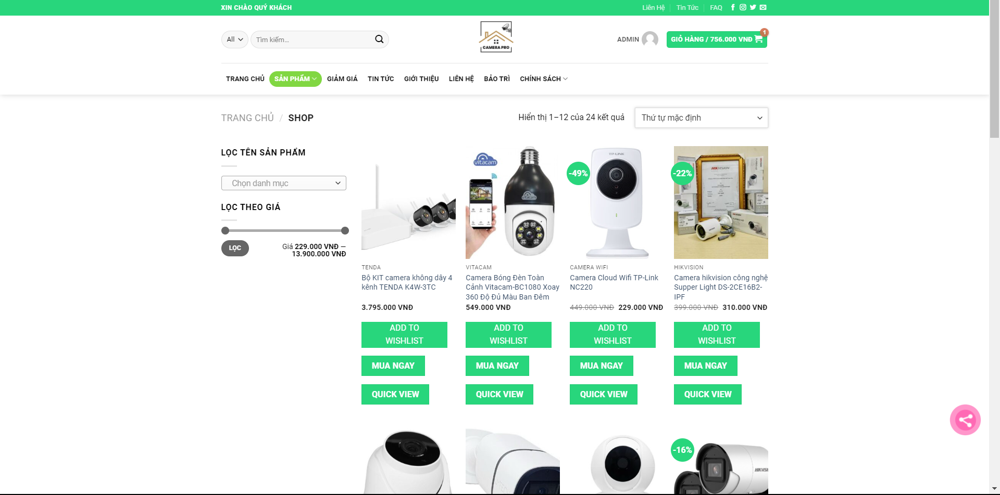 XIN CHÀO QUÝ KHÁCH
Liên Hệ
Tin Tức
FAQ
All
Tìm kiếm...
CAMERA PRO
ADMIN
GIỎ HÀNG / 756.000 VNĐ
1
TRANG CHỦ
SẢN PHẨM
GIẢM GIÁ
TIN TỨC
GIỚI THIỆU
LIÊN HỆ
BẢO TRÌ
CHÍNH SÁCH
TRANG CHỦ / SHOP
Hiển thị 1–12 của 24 kết quả
Thứ tự mặc định
LỌC TÊN SẢN PHẨM
Chọn danh mục
LỌC THEO GIÁ
LỌC
Giá 229.000 VNĐ —
13.900.000 VNĐ
TENDA
Bộ KIT camera không dây 4
kênh TENDA K4W-3TC
3.795.000 VNĐ
ADD TO
WISHLIST
MUA NGAY
QUICK VIEW
vitacam
vitacam
VITACAM
Camera Bóng Đèn Toàn
Cảnh Vitacam-BC1080 Xoay
360 Độ Đủ Màu Ban Đêm
549.000 VNĐ
ADD TO
WISHLIST
MUA NGAY
QUICK VIEW
-49%
TP-LINK
CAMERA WIFI
Camera Cloud Wifi TP-Link
NC220
449.000 VNĐ 229.000 VNĐ
ADD TO
WISHLIST
MUA NGAY
QUICK VIEW
-22%
HIKVISION
HIKVISION
Camera hikvision công nghệ
Supper Light DS-2CE16B2-
IPF
399.000 VNĐ 310.000 VNĐ
ADD TO
WISHLIST
MUA NGAY
QUICK VIEW
-16%